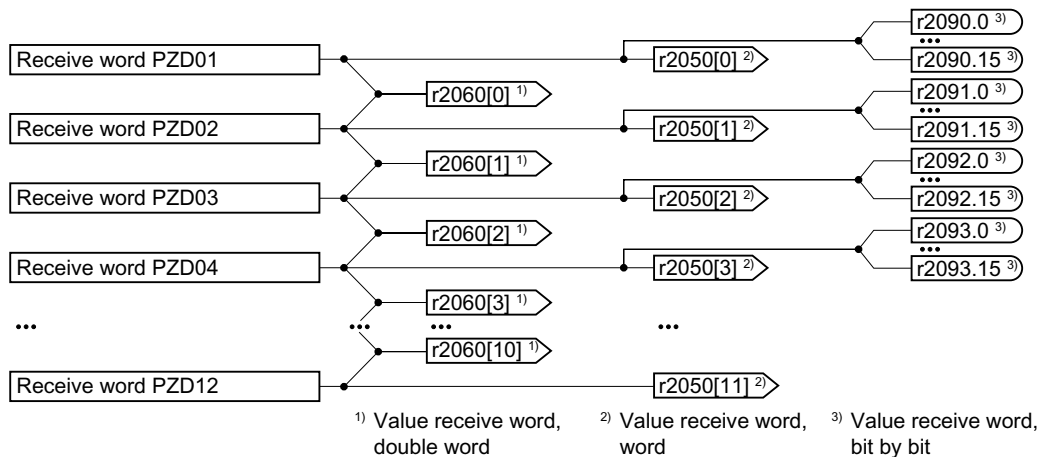 r2090.0 3)
...
Receive word PZD01
r2050[0] 2)
r2090.15 3)
r2060[0] 1)
r2091.0 3)
...
Receive word PZD02
r2050[1] 2)
r2091.15 3)
r2060[1] 1)
r2092.0 3)
...
Receive word PZD03
r2050[2] 2)
r2092.15 3)
r2060[2] 1)
r2093.0 3)
...
Receive word PZD04
r2050[3] 2)
r2093.15 3)
r2060[3] 1)
... ... ... ...
r2060[10] 1)
Receive word PZD12
r2050[11] 2)
1) Value receive word,
double word
2) Value receive word,
word
3) Value receive word,
bit by bit